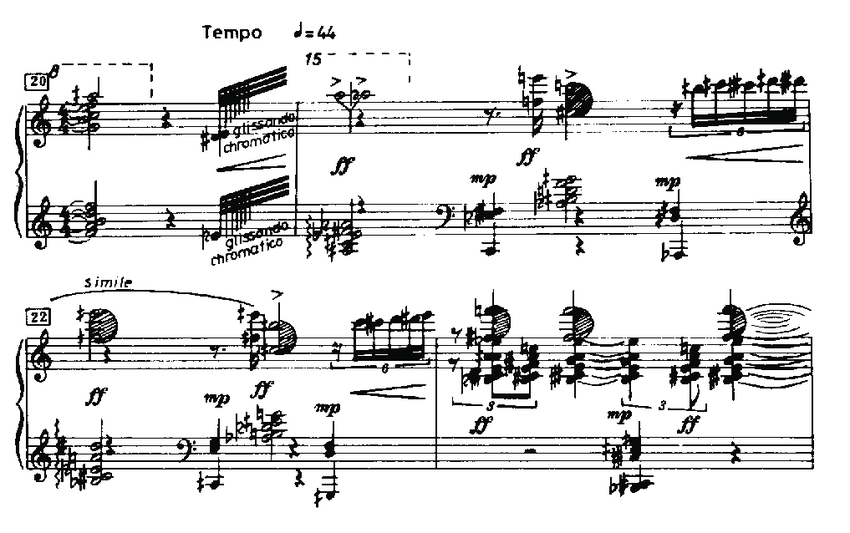 Tempo 𝅗𝅥=44
15
20 8
glissando
chromatico
6
ff
ff
mp
mp
glissando
chromatico
simile
22
6
ff
mp
ff
mp
3
3
ff
mp
ff